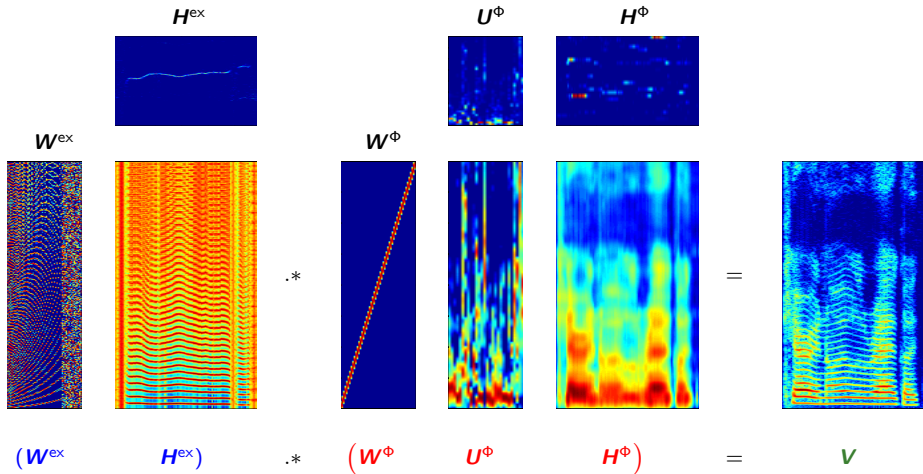 H^ex U^Φ H^Φ
W^ex W^Φ
.* =
(W^ex H^ex) .* (W^Φ U^Φ H^Φ) = V